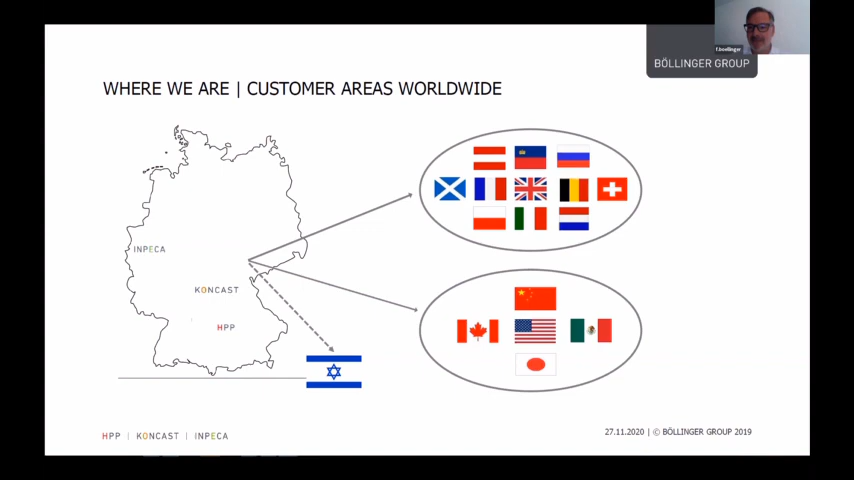 f.boellinger
BÖLLINGER GROUP
WHERE WE ARE | CUSTOMER AREAS WORLDWIDE
INPECA
KONCAST
HPP
HPP | KONCAST | INPECA
27.11.2020 | © BÖLLINGER GROUP 2019